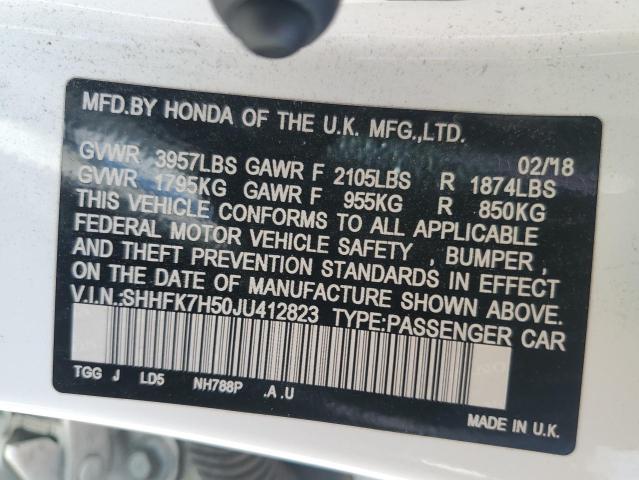 MFD.BY HONDA OF THE U.K. MFG.,LTD.
02/18
GVWR 3957LBS GAWR F 2105LBS R 1874LBS
GVWR 1795KG GAWR F 955KG R 850KG
THIS VEHICLE CONFORMS TO ALL APPLICABLE
FEDERAL MOTOR VEHICLE SAFETY , BUMPER ,
AND THEFT PREVENTION STANDARDS IN EFFECT
ON THE DATE OF MANUFACTURE SHOWN ABOVE.
V.I.N.:SHHFK7H50JU412823 TYPE:PASSENGER CAR
TGG J LD5 NH788P .A .U
MADE IN U.K.